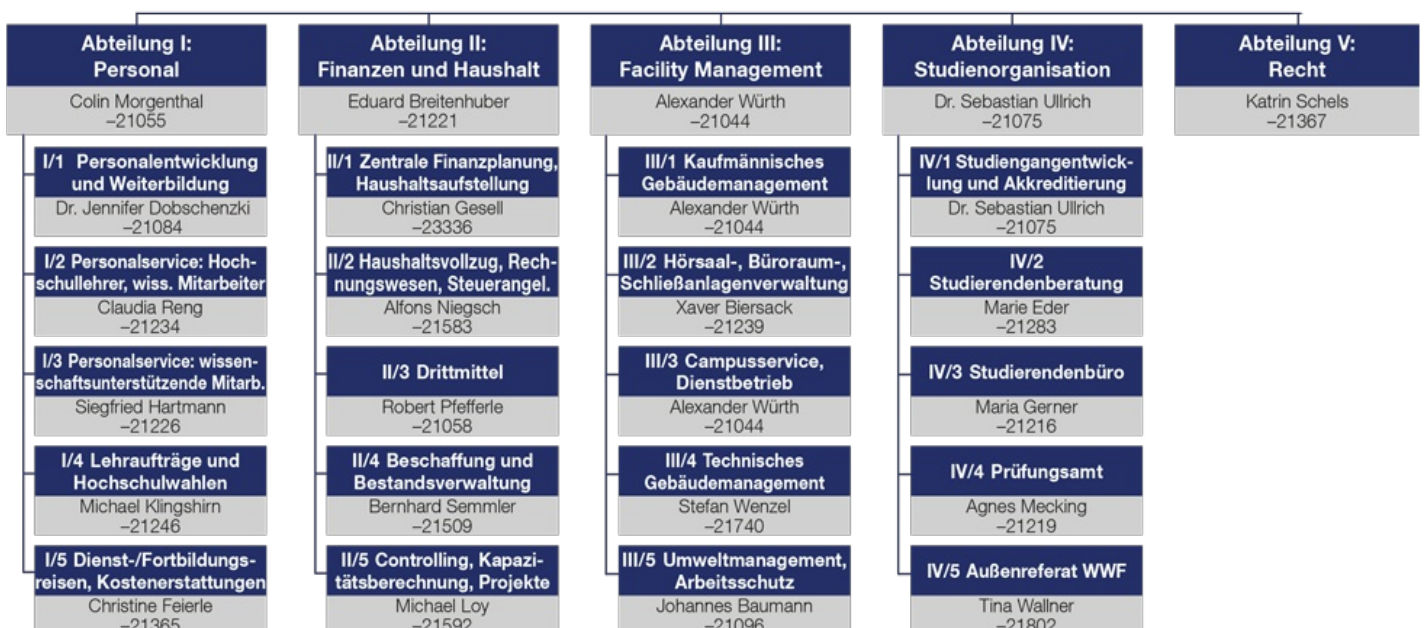 Abteilung I:
Personal
Colin Morgenthal
–21055
I/1 Personalentwicklung
und Weiterbildung
Dr. Jennifer Dobschenzki
–21084
I/2 Personalservice: Hoch-
schullehrer, wiss. Mitarbeiter
Claudia Reng
–21234
I/3 Personalservice: wissen-
schaftsunterstützende Mitarb.
Siegfried Hartmann
–21226
I/4 Lehraufträge und
Hochschulwahlen
Michael Klingshirn
–21246
I/5 Dienst-/Fortbildungs-
reisen, Kostenerstattungen
Christine Feierle
–21365
Abteilung II:
Finanzen und Haushalt
Eduard Breitenhuber
–21221
II/1 Zentrale Finanzplanung,
Haushaltsaufstellung
Christian Gesell
–23336
II/2 Haushaltsvollzug, Rech-
nungswesen, Steuerangel.
Alfons Niegsch
–21583
II/3 Drittmittel
Robert Pfefferle
–21058
II/4 Beschaffung und
Bestandsverwaltung
Bernhard Semmler
–21509
II/5 Controlling, Kapazi-
tätsberechnung, Projekte
Michael Loy
–21592
Abteilung III:
Facility Management
Alexander Würth
–21044
III/1 Kaufmännisches
Gebäudemanagement
Alexander Würth
–21044
III/2 Hörsaal-, Büroraum-,
Schließanlagenverwaltung
Xaver Biersack
–21239
III/3 Campusservice,
Dienstbetrieb
Alexander Würth
–21044
III/4 Technisches
Gebäudemanagement
Stefan Wenzel
–21740
III/5 Umweltmanagement,
Arbeitsschutz
Johannes Baumann
–21096
Abteilung IV:
Studienorganisation
Dr. Sebastian Ullrich
–21075
IV/1 Studiengangentwick-
lung und Akkreditierung
Dr. Sebastian Ullrich
–21075
IV/2
Studierendenberatung
Marie Eder
–21283
IV/3 Studierendenbüro
Maria Gerner
–21216
IV/4 Prüfungsamt
Agnes Mecking
–21219
IV/5 Außenreferat WWF
Tina Wallner
–21802
Abteilung V:
Recht
Katrin Schels
–21367